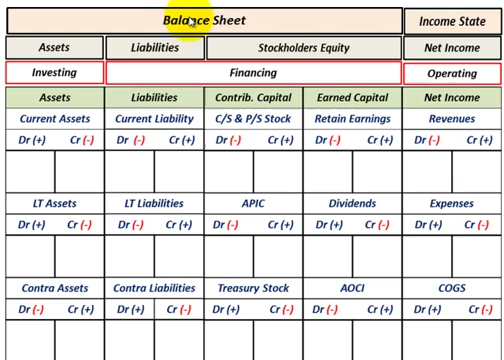 Balance Sheet Income State
Assets Liabilities Stockholders Equity Net Income
Investing Financing Operating
Assets Liabilities Contrib. Capital Earned Capital Net Income
Current Assets Current Liability C/S & P/S Stock Retain Earnings Revenues
Dr (+) Cr (-) Dr (-) Cr (+) Dr (-) Cr (+) Dr (-) Cr (+) Dr (-) Cr (+)
LT Assets LT Liabilities APIC Dividends Expenses
Dr (+) Cr (-) Dr (-) Cr (+) Dr (-) Cr (+) Dr (+) Cr (-) Dr (+) Cr (-)
Contra Assets Contra Liabilities Treasury Stock AOCI COGS
Dr (-) Cr (+) Dr (+) Cr (-) Dr (+) Cr (-) Dr (-) Cr (+) Dr (+) Cr (-)